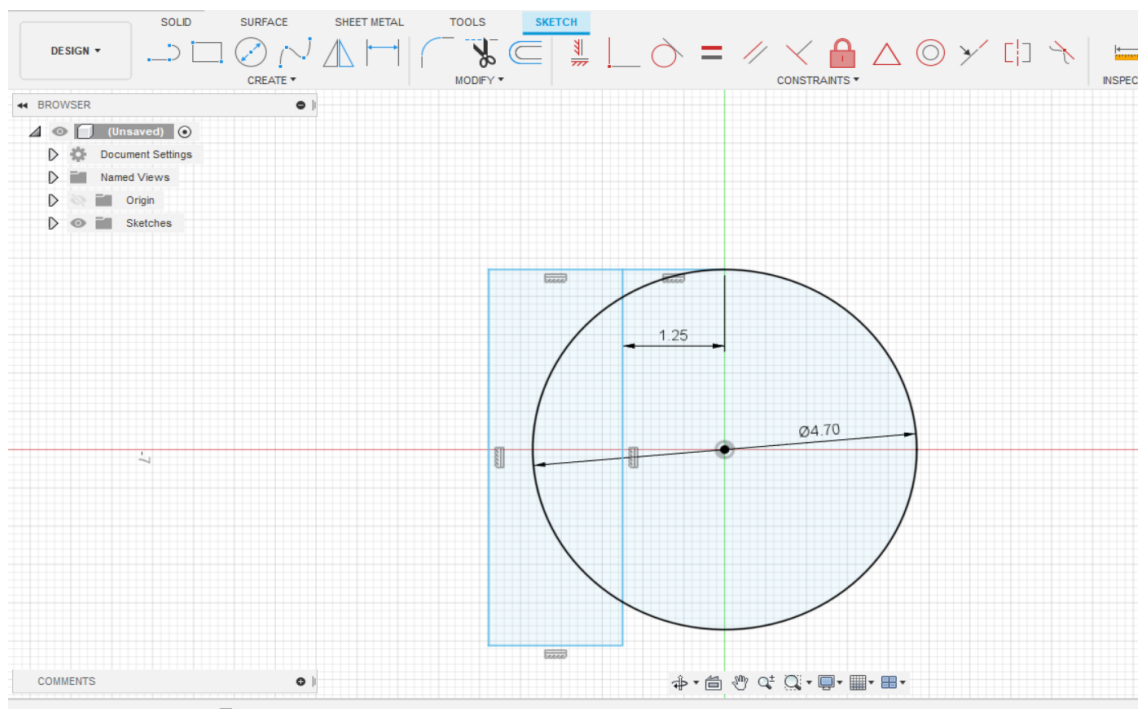 SOLID SURFACE SHEET METAL TOOLS SKETCH
DESIGN ▾
CREATE ▾ MODIFY ▾ CONSTRAINTS ▾ INSPEC
BROWSER
(Unsaved)
Document Settings
Named Views
Origin
Sketches
1.25
Ø4.70
-7
COMMENTS